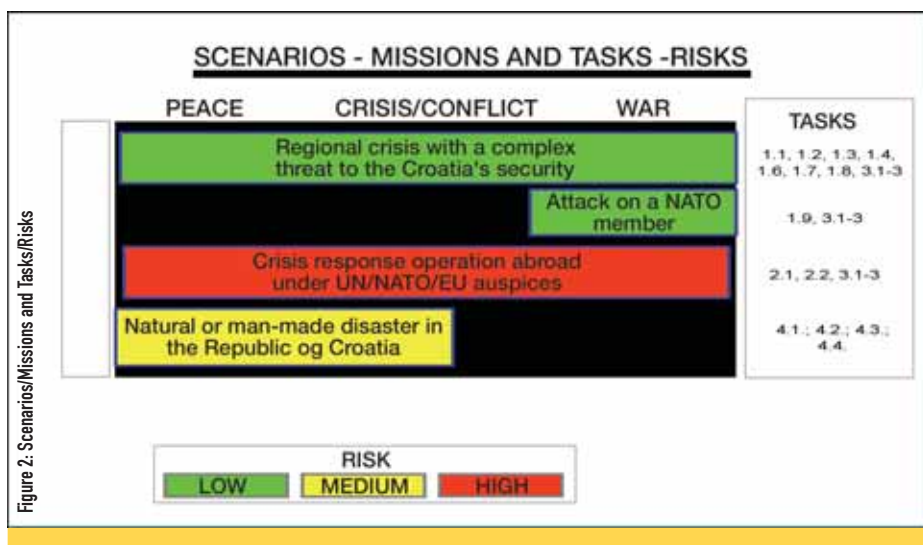 SCENARIOS - MISSIONS AND TASKS -RISKS
PEACE CRISIS/CONFLICT WAR
TASKS
Regional crisis with a complex
threat to the Croatia's security
1.1, 1.2, 1.3, 1.4,
1.6, 1.7, 1.8, 3.1-3
Attack on a NATO
member
1.9, 3.1-3
Crisis response operation abroad
under UN/NATO/EU auspices
2.1, 2.2, 3.1-3
Natural or man-made disaster in
the Republic og Croatia
4.1.; 4.2.; 4.3.;
4.4.
RISK
LOW MEDIUM HIGH
Figure 2: Scenarios/Missions and Tasks/Risks